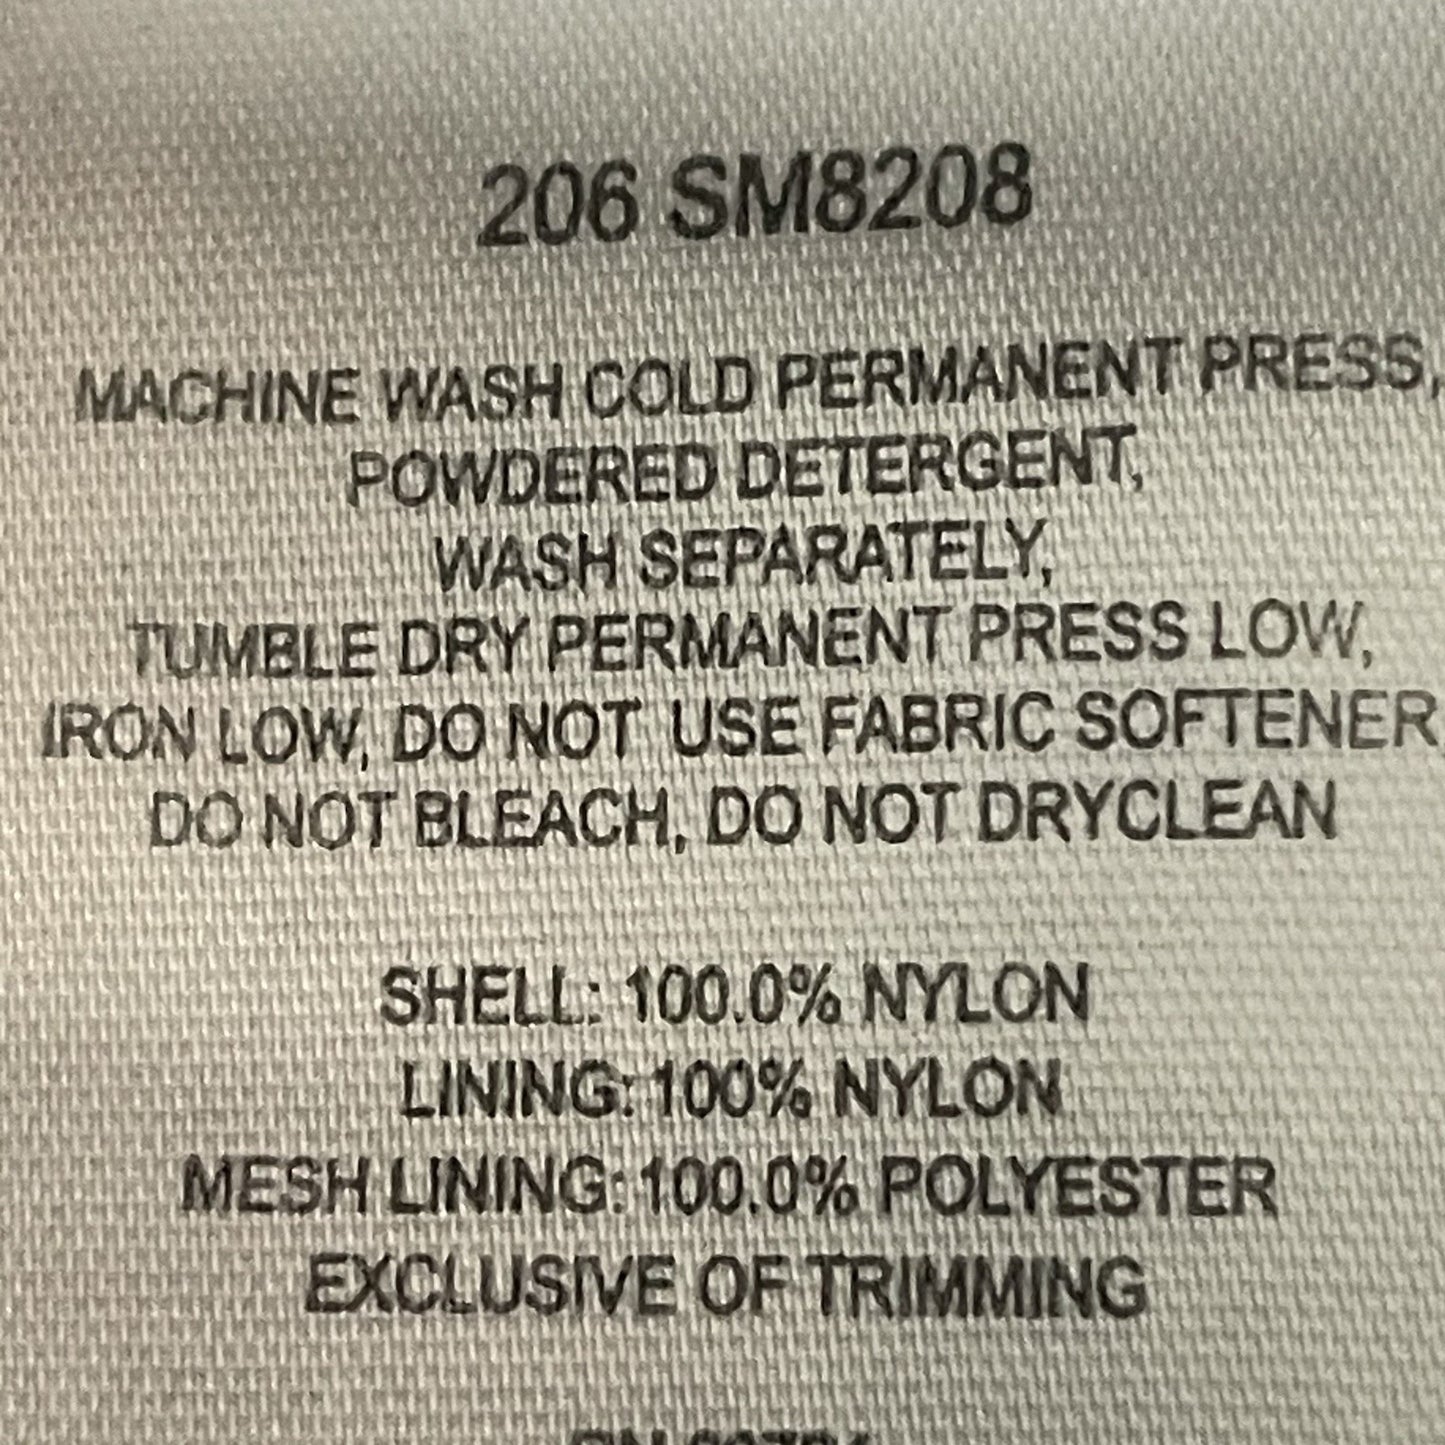 206 SM8208
MACHINE WASH COLD PERMANENT PRESS,
POWDERED DETERGENT,
WASH SEPARATELY,
TUMBLE DRY PERMANENT PRESS LOW,
IRON LOW, DO NOT USE FABRIC SOFTENER
DO NOT BLEACH, DO NOT DRYCLEAN
SHELL: 100.0% NYLON
LINING: 100% NYLON
MESH LINING: 100.0% POLYESTER
EXCLUSIVE OF TRIMMING